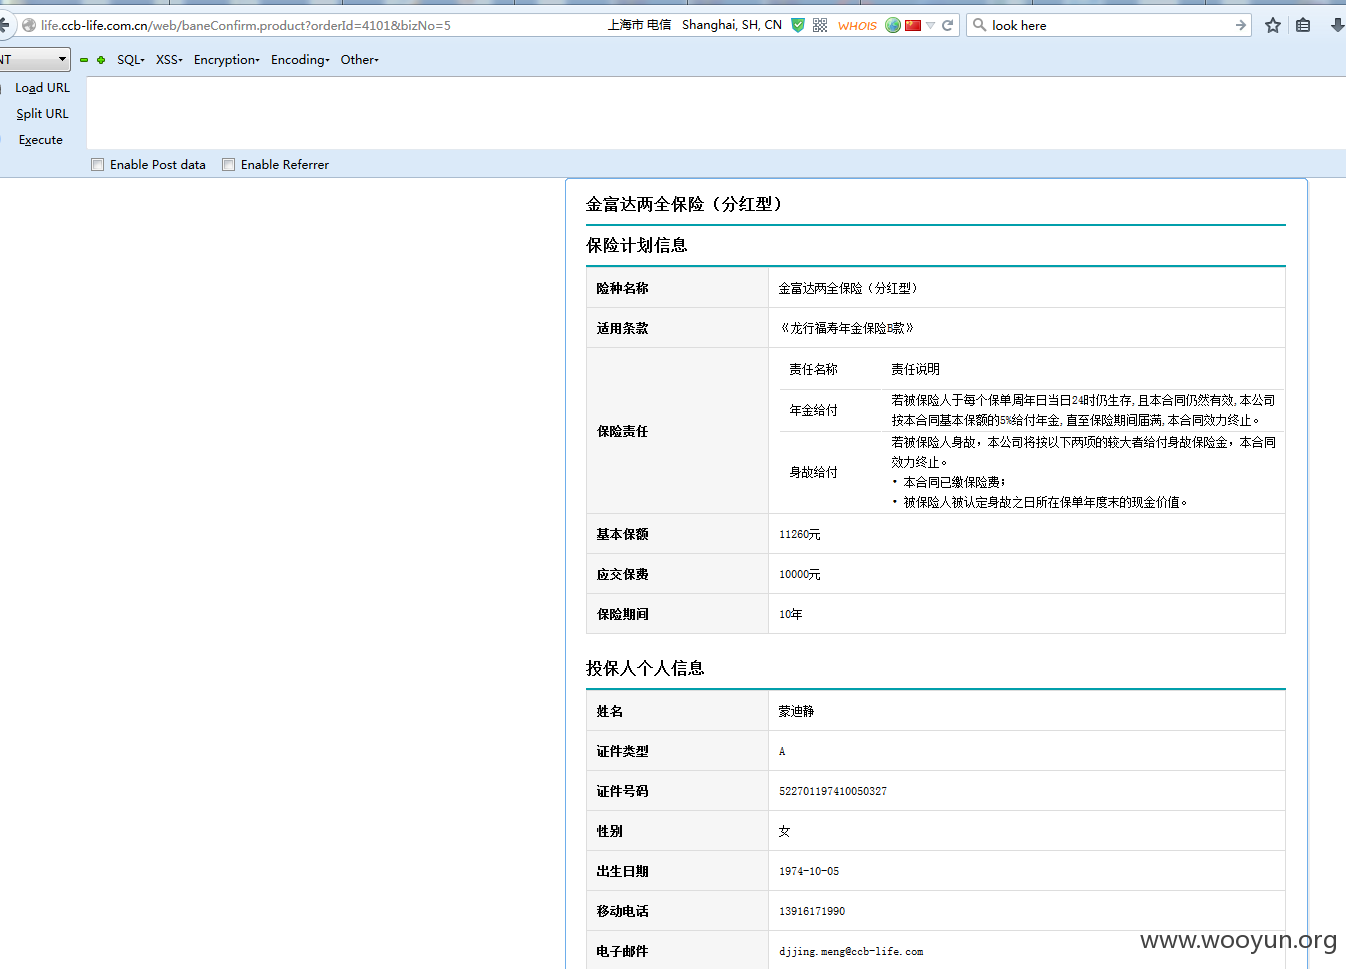 life.ccb-life.com.cn/web/baneConfirm.product?orderId=4101&bizNo=5
上海市 电信 Shanghai, SH, CN
WHOIS
look here
NT
SQL
XSS
Encryption
Encoding
Other
Load URL
Split URL
Execute
Enable Post data
Enable Referrer
金富达两全保险（分红型）
保险计划信息
险种名称 金富达两全保险（分红型）
适用条款 《龙行福寿年金保险B款》
保险责任
责任名称 责任说明
年金给付
若被保险人于每个保单周年日当日24时仍生存,且本合同仍然有效,本公司
按本合同基本保额的5%给付年金,直至保险期间届满,本合同效力终止。
身故给付
若被保险人身故，本公司将按以下两项的较大者给付身故保险金，本合同
效力终止。
• 本合同已缴保险费；
• 被保险人被认定身故之日所在保单年度末的现金价值。
基本保额 11260元
应交保费 10000元
保险期间 10年
投保人个人信息
姓名 蒙迪静
证件类型 A
证件号码 522701197410050327
性别 女
出生日期 1974-10-05
移动电话 13916171990
电子邮件 djjing.meng@ccb-life.com
www.wooyun.org